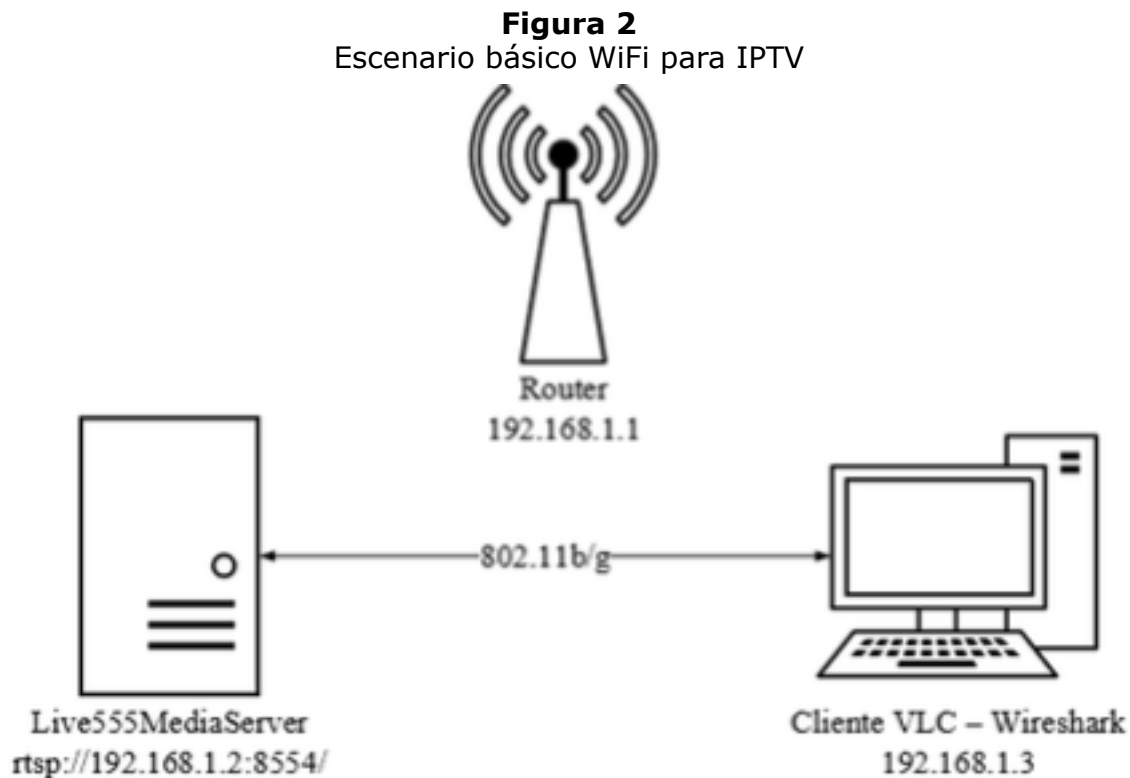 Figura 2
Escenario básico WiFi para IPTV
Router
192.168.1.1
802.11b/g
Live555MediaServer
rtsp://192.168.1.2:8554/
Cliente VLC – Wireshark
192.168.1.3